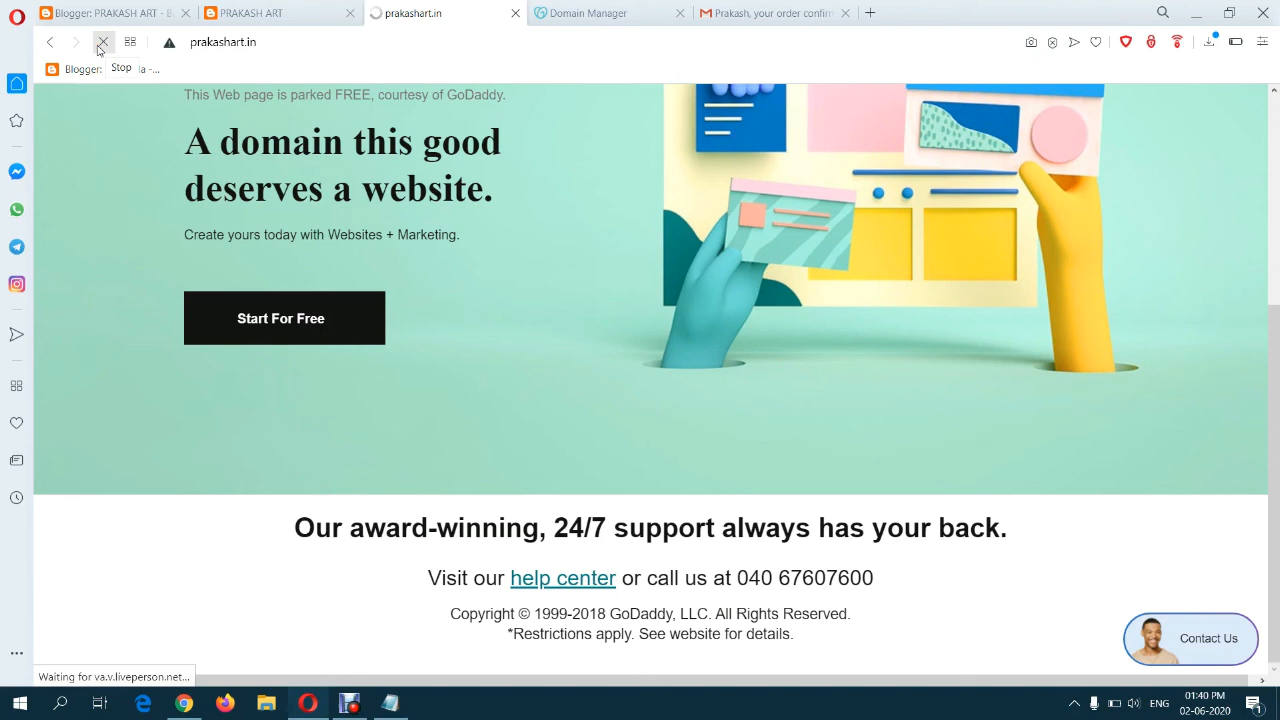 PRAKASH ART - B
PRAKASH ART
prakashart.in
Domain Manager
Prakash, your order confirm
prakashart.in
Blogger:
Stop
ia -...
This Web page is parked FREE, courtesy of GoDaddy.
A domain this good
deserves a website.
Create yours today with Websites + Marketing.
Start For Free
Our award-winning, 24/7 support always has your back.
Visit our help center or call us at 040 67607600
Copyright © 1999-2018 GoDaddy, LLC. All Rights Reserved.
*Restrictions apply. See website for details.
Contact Us
Waiting for va.v.liveperson.net...
ENG
01:40 PM
02-06-2020
1